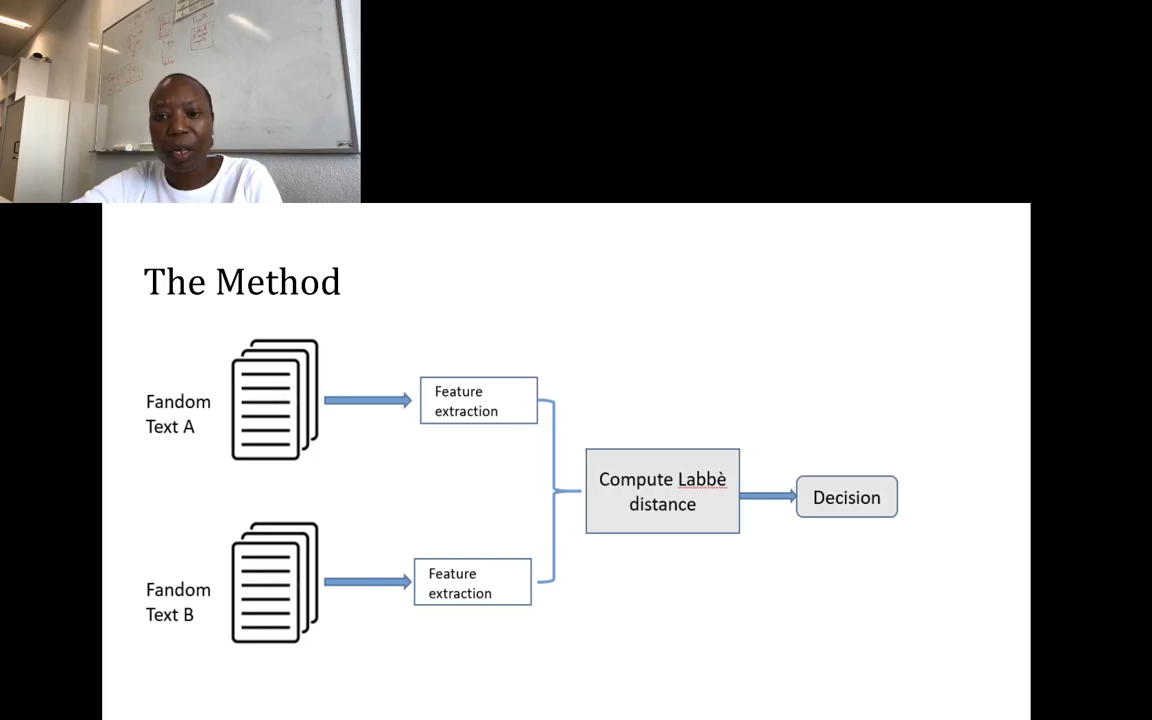 The Method
Fandom
Text A
Feature
extraction
Compute Labbè
distance
Decision
Fandom
Text B
Feature
extraction